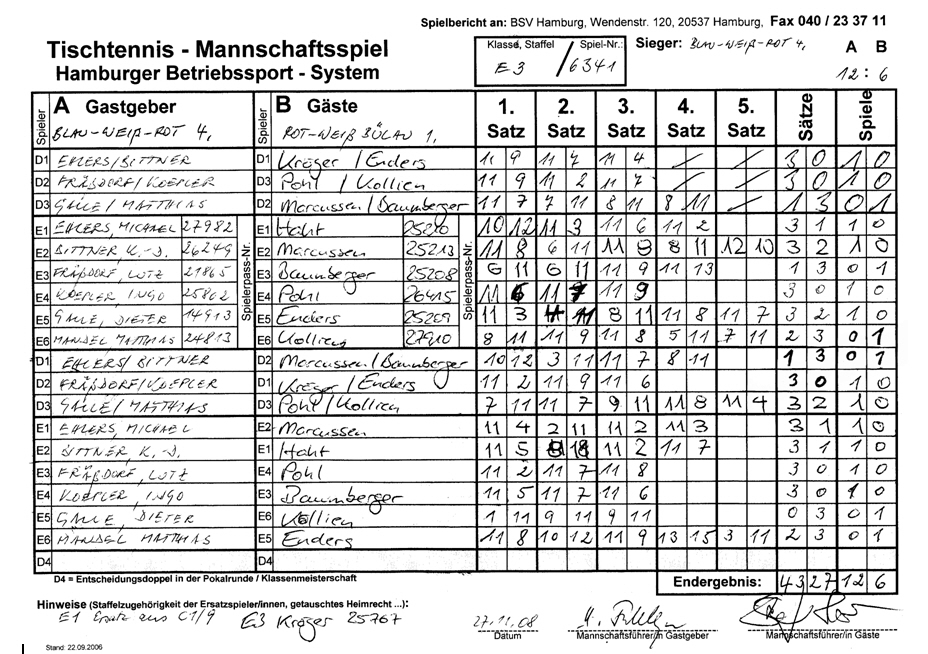 Spielbericht an: BSV Hamburg, Wendenstr. 120, 20537 Hamburg, Fax 040 / 23 37 11
Tischtennis - Mannschaftsspiel
Hamburger Betriebssport - System
Klasse, Staffel / Spiel-Nr.:
E3 / 6341
Sieger: BLAU-WEIß-ROT 4, A B
12 : 6
Spieler A Gastgeber Spieler B Gäste 1. Satz 2. Satz 3. Satz 4. Satz 5. Satz Sätze Spiele
BLAU-WEIß-ROT 4, ROT-WEIß BÜLAU 1,
D1 EHLERS/BITTNER D1 Kröger / Enders 11 9 11 7 11 4 / / 3 0 1 0
D2 FRÄßDORF/KOEPLER D3 Pohl / Kollien 11 9 11 2 11 7 / / 3 0 1 0
D3 GALLE/ MATTHIAS D2 Marcussen/Baumberger 11 7 7 11 8 11 8 11 / 1 3 0 1
Spielerpass-Nr. Spielerpass-Nr.
E1 EHLERS, MICHAEL 27982 E1 Haht 25280 10 12 11 3 11 6 11 2 3 1 1 0
E2 BITTNER K.-D. 26249 E2 Marcussen 25213 11 8 6 11 11 9 8 11 12 10 3 2 1 0
E3 FRÄßDORF, LUTZ 21865 E3 Baumberger 25208 6 11 6 11 11 9 11 13 1 3 0 1
E4 KOEPLER INGO 25802 E4 Pohl 26415 11 6 11 7 11 9 3 0 1 0
E5 GALLE, DIETER 14913 E5 Enders 25209 11 3 11 8 11 11 8 11 7 3 2 1 0
E6 MANDEL MATTHIAS 24813 E6 Kollien 27910 8 11 11 9 11 8 5 11 7 11 2 3 0 1
D1 EHLERS/BITTNER D2 Marcussen/Baumberger 10 12 3 11 11 7 8 11 1 3 0 1
D2 FRÄßDORF/KOEPLER D1 Kröger / Enders 11 2 11 9 11 6 3 0 1 0
D3 GALLE/ MATTHIAS D3 Pohl/Kollien 7 11 11 7 9 11 11 8 11 4 3 2 1 0
E1 EHLERS, MICHAEL E2 Marcussen 11 4 2 11 11 2 11 3 3 1 1 0
E2 BITTNER, K.-D. E1 Haht 11 5 11 2 11 7 3 1 1 0
E3 FRÄßDORF, LUTZ E4 Pohl 11 2 11 7 11 8 3 0 1 0
E4 KOEPLER, INGO E3 Baumberger 11 5 11 7 11 6 3 0 1 0
E5 GALLE, DIETER E6 Kollien 1 11 9 11 9 11 0 3 0 1
E6 MANDEL MATTHIAS E5 Enders 11 8 10 12 11 9 13 15 3 11 2 3 0 1
D4 D4
D4 = Entscheidungsdoppel in der Pokalrunde / Klassenmeisterschaft
Endergebnis: 43 27 12 6
Hinweise (Staffelzugehörigkeit der Ersatzspieler/innen, getauschtes Heimrecht ...):
E1 Ersatz aus C1/9 E3 Kröger 25767
27.11.08
Datum Mannschaftsführer/in Gastgeber Mannschaftsführer/in Gäste
Stand: 22.09.2006